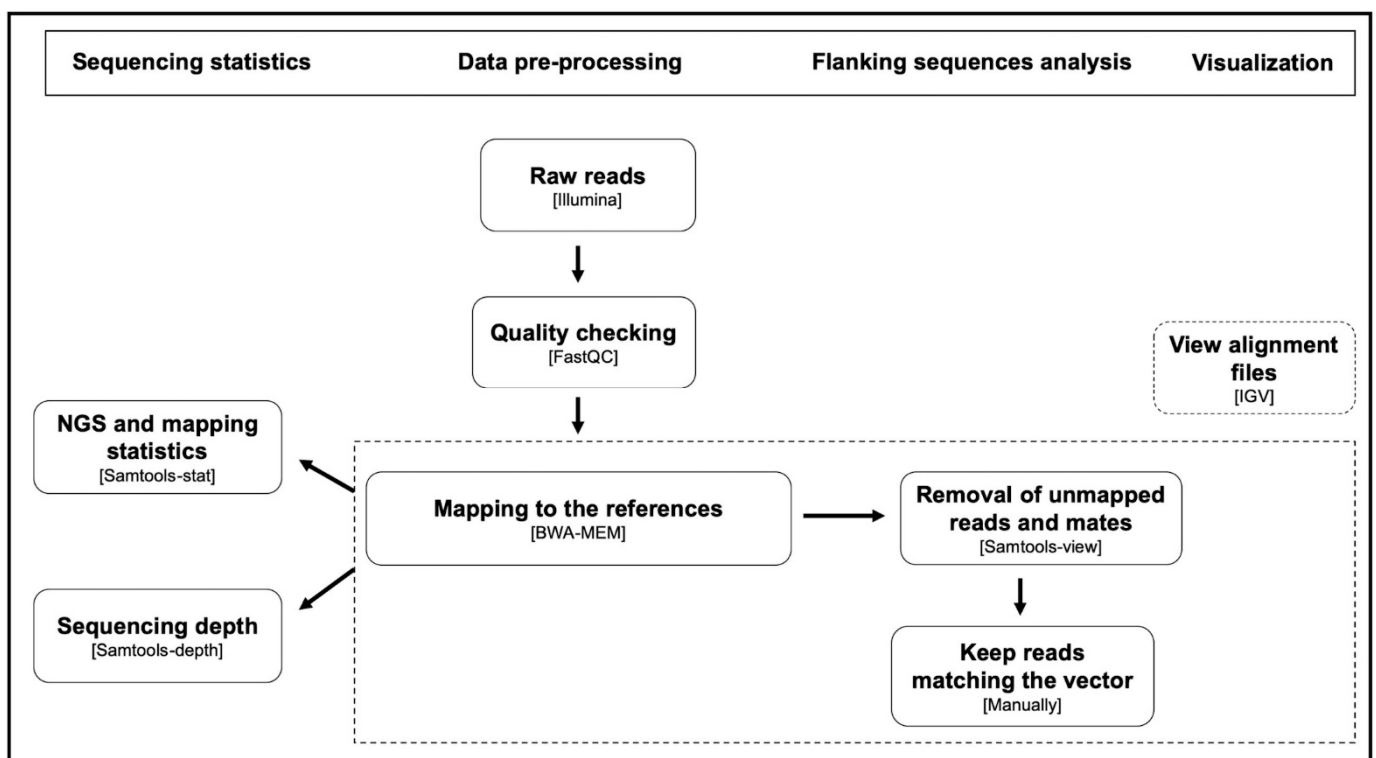 Sequencing statistics
Data pre-processing
Flanking sequences analysis
Visualization
Raw reads
[Illumina]
Quality checking
[FastQC]
View alignment
files
[IGV]
NGS and mapping
statistics
[Samtools-stat]
Mapping to the references
[BWA-MEM]
Removal of unmapped
reads and mates
[Samtools-view]
Sequencing depth
[Samtools-depth]
Keep reads
matching the vector
[Manually]